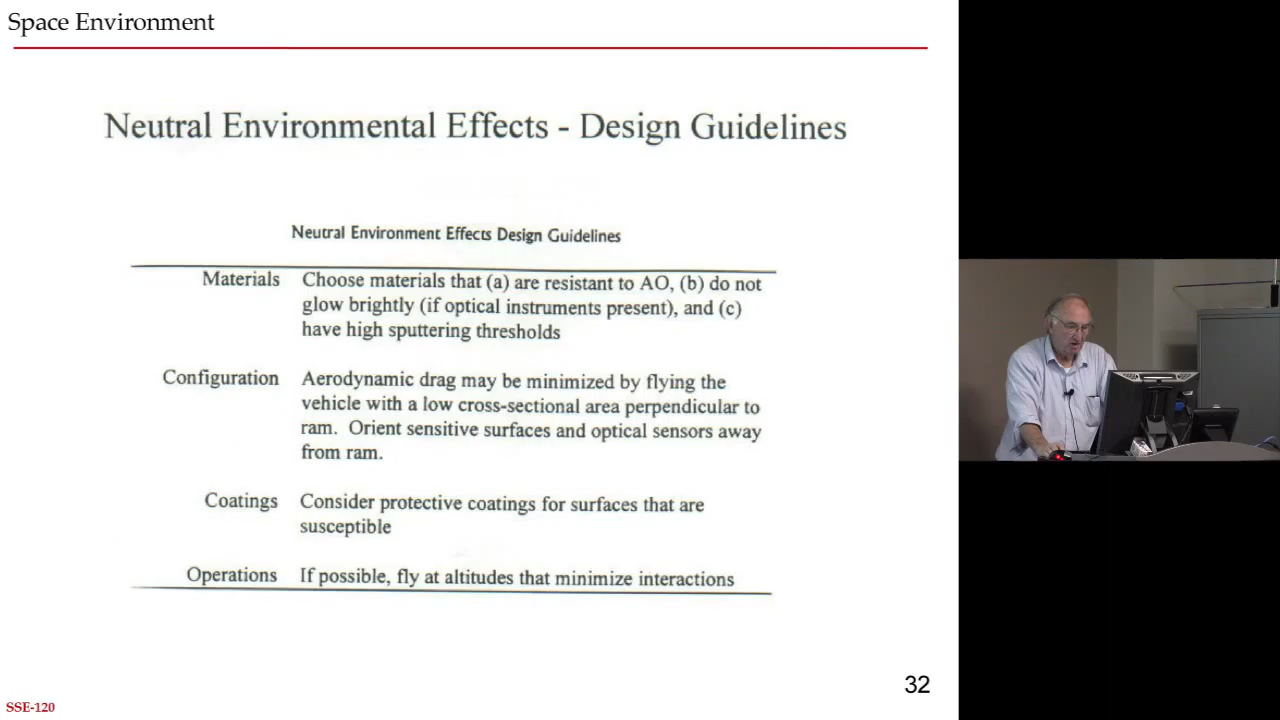 Space Environment
Neutral Environmental Effects - Design Guidelines
Neutral Environment Effects Design Guidelines
Materials Choose materials that (a) are resistant to AO, (b) do not
glow brightly (if optical instruments present), and (c)
have high sputtering thresholds
Configuration Aerodynamic drag may be minimized by flying the
vehicle with a low cross-sectional area perpendicular to
ram. Orient sensitive surfaces and optical sensors away
from ram.
Coatings Consider protective coatings for surfaces that are
susceptible
Operations If possible, fly at altitudes that minimize interactions
32
SSE-120